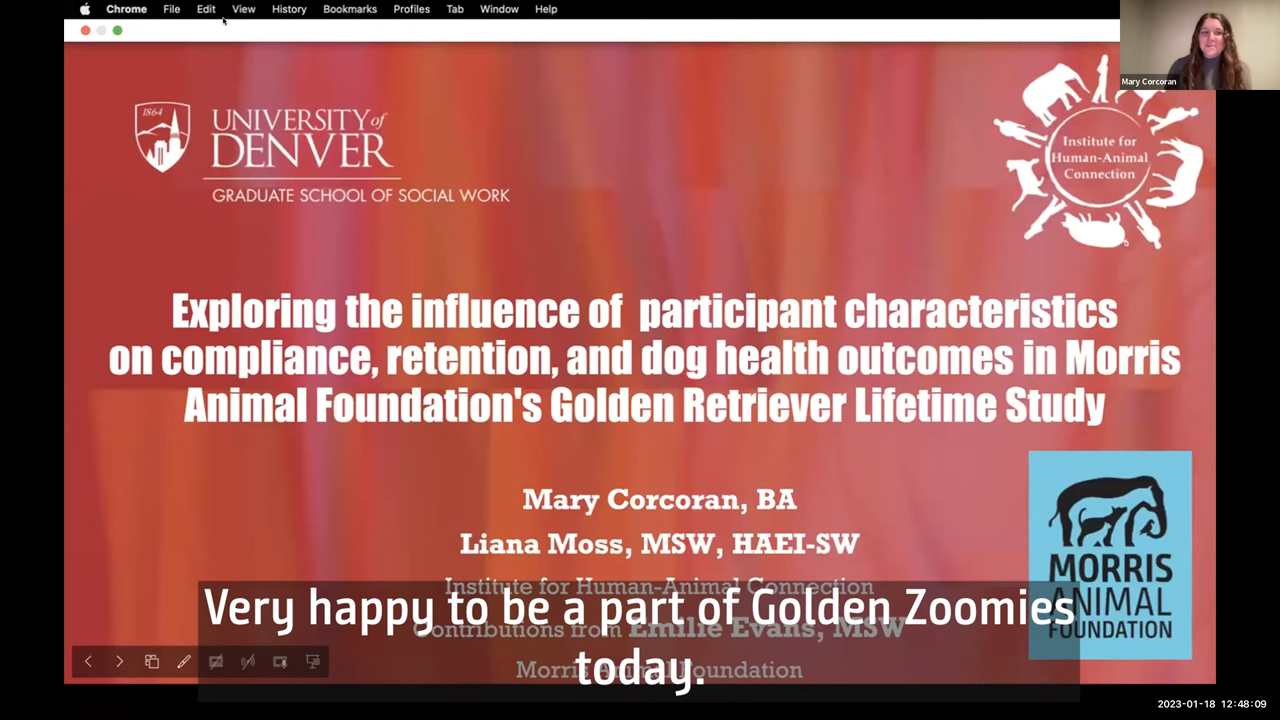 Chrome File Edit View History Bookmarks Profiles Tab Window Help
Mary Corcoran
1864
UNIVERSITY of
DENVER
GRADUATE SCHOOL OF SOCIAL WORK
Institute for
Human-Animal
Connection
Exploring the influence of participant characteristics
on compliance, retention, and dog health outcomes in Morris
Animal Foundation's Golden Retriever Lifetime Study
Mary Corcoran, BA
Liana Moss, MSW, HAEI-SW
Institute for Human-Animal Connection
Contributions from Emilie Evans, MSW
Morris Animal Foundation
MORRIS
ANIMAL
FOUNDATION
Very happy to be a part of Golden Zoomies
today.
2023-01-18 12:48:09